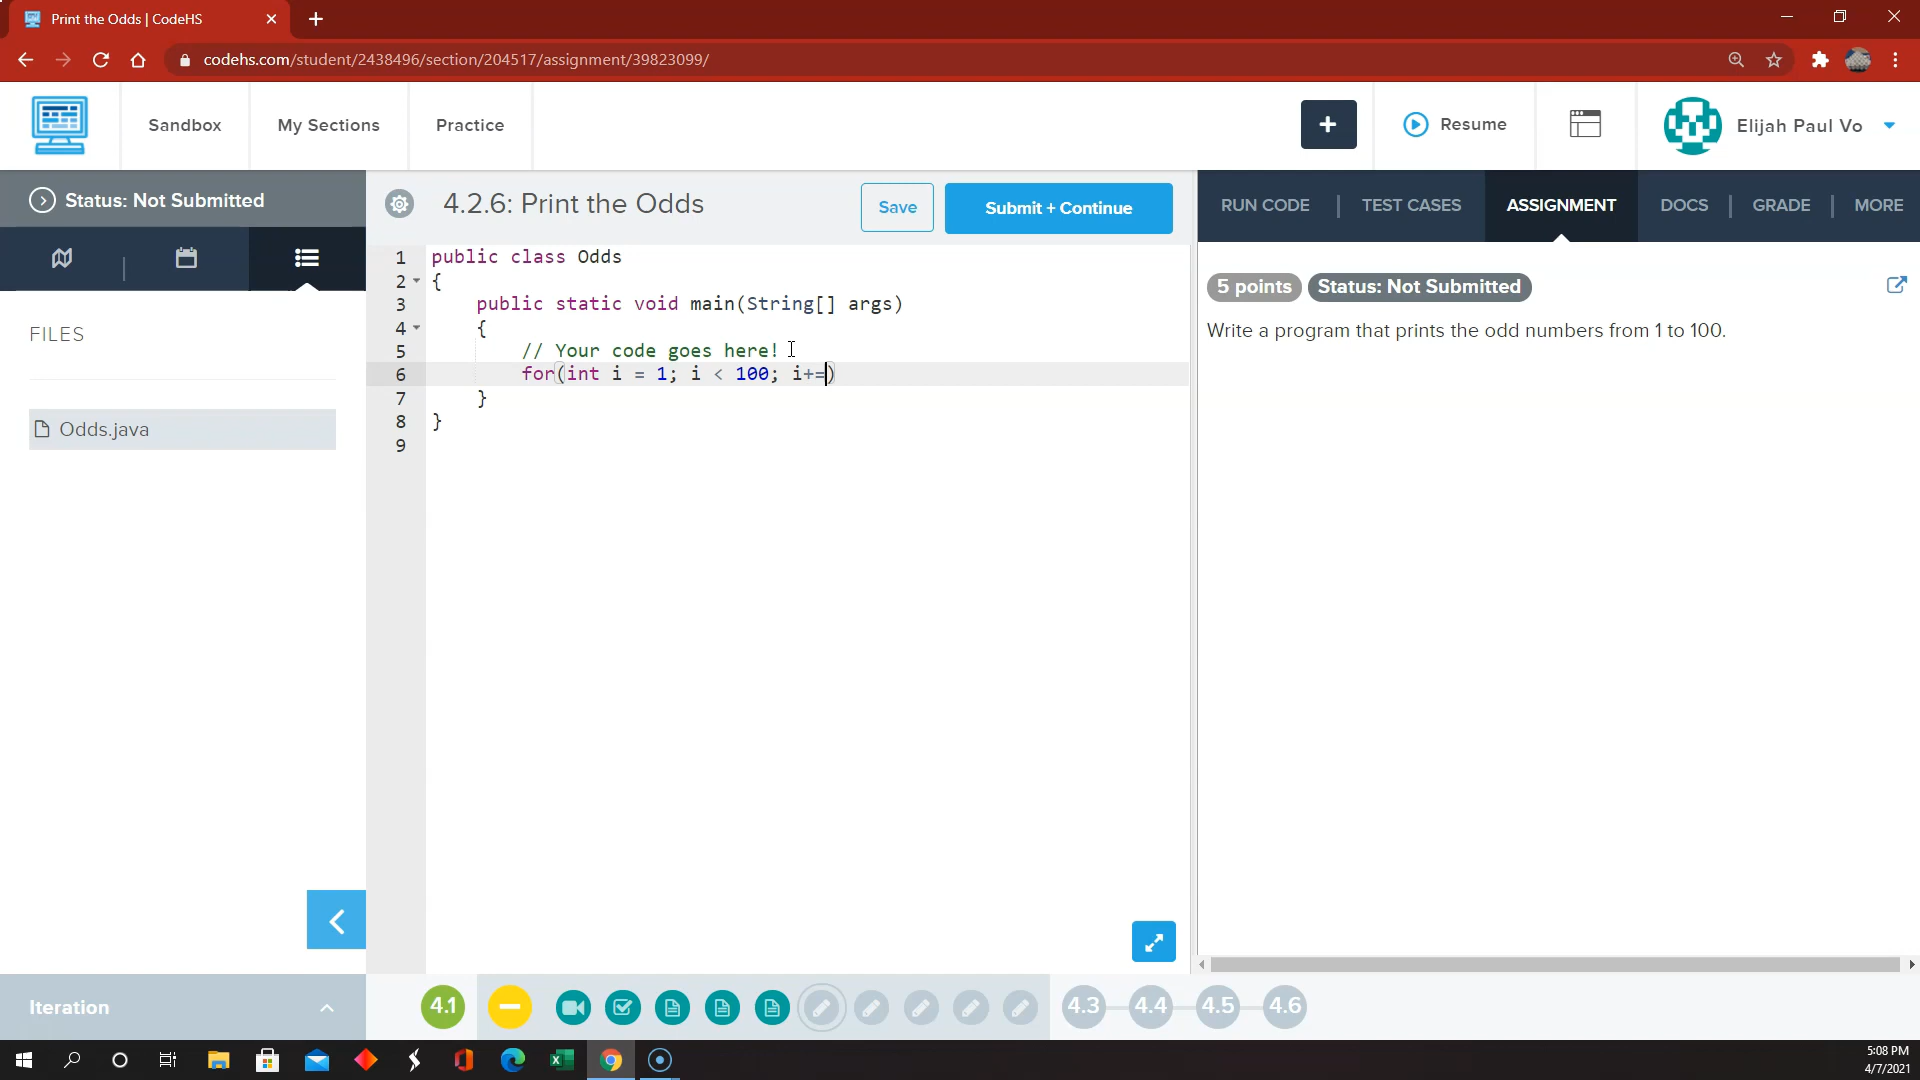 Print the Odds | CodeHS
codehs.com/student/2438496/section/204517/assignment/39823099/
Sandbox
My Sections
Practice
+
Resume
Elijah Paul Vo
Status: Not Submitted
4.2.6: Print the Odds
Save
Submit + Continue
RUN CODE
TEST CASES
ASSIGNMENT
DOCS
GRADE
MORE
FILES
Odds.java
1 public class Odds
2 {
3 public static void main(String[] args)
4 {
5 // Your code goes here!
6 for(int i = 1; i < 100; i+=)
7 }
8 }
9
5 points Status: Not Submitted
Write a program that prints the odd numbers from 1 to 100.
Iteration
4.1
4.3
4.4
4.5
4.6
5:08 PM
4/7/2021